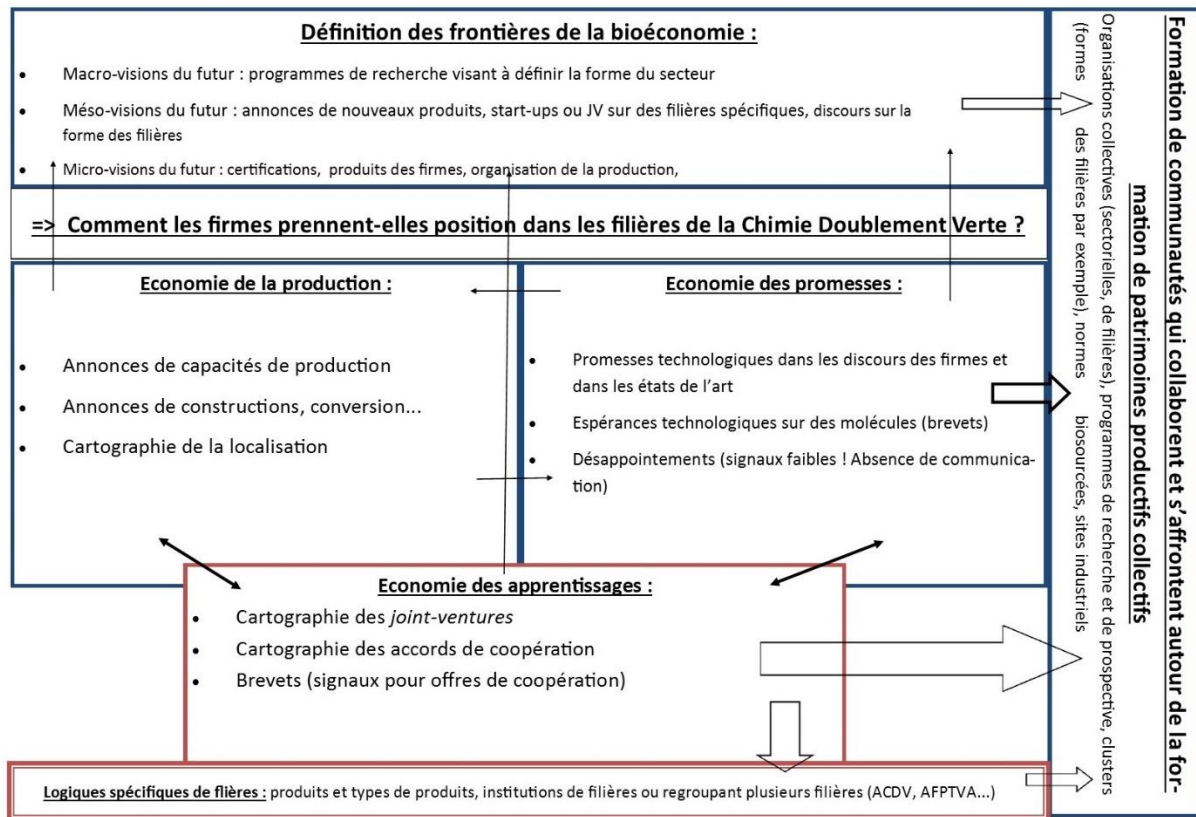 Définition des frontières de la bioéconomie :
• Macro-visions du futur : programmes de recherche visant à définir la forme du secteur
• Méso-visions du futur : annonces de nouveaux produits, start-ups ou JV sur des filières spécifiques, discours sur la
forme des filières
• Micro-visions du futur : certifications, produits des firmes, organisation de la production,
=> Comment les firmes prennent-elles position dans les filières de la Chimie Doublement Verte ?
Economie de la production :
• Annonces de capacités de production
• Annonces de constructions, conversion...
• Cartographie de la localisation
Economie des promesses :
• Promesses technologiques dans les discours des firmes et
dans les états de l’art
• Espérances technologiques sur des molécules (brevets)
• Désappointements (signaux faibles ! Absence de communica-
tion)
Economie des apprentissages :
• Cartographie des joint-ventures
• Cartographie des accords de coopération
• Brevets (signaux pour offres de coopération)
Logiques spécifiques de flières : produits et types de produits, institutions de filières ou regroupant plusieurs filières (ACDV, AFPTVA...)
Formation de communautés qui collaborent et s’affrontent autour de la for-
mation de patrimoines productifs collectifs
Organisations collectives (sectorielles, de filières), programmes de recherche et de prospective, clusters
(formes des filières par exemple), normes biosourcées, sites industriels